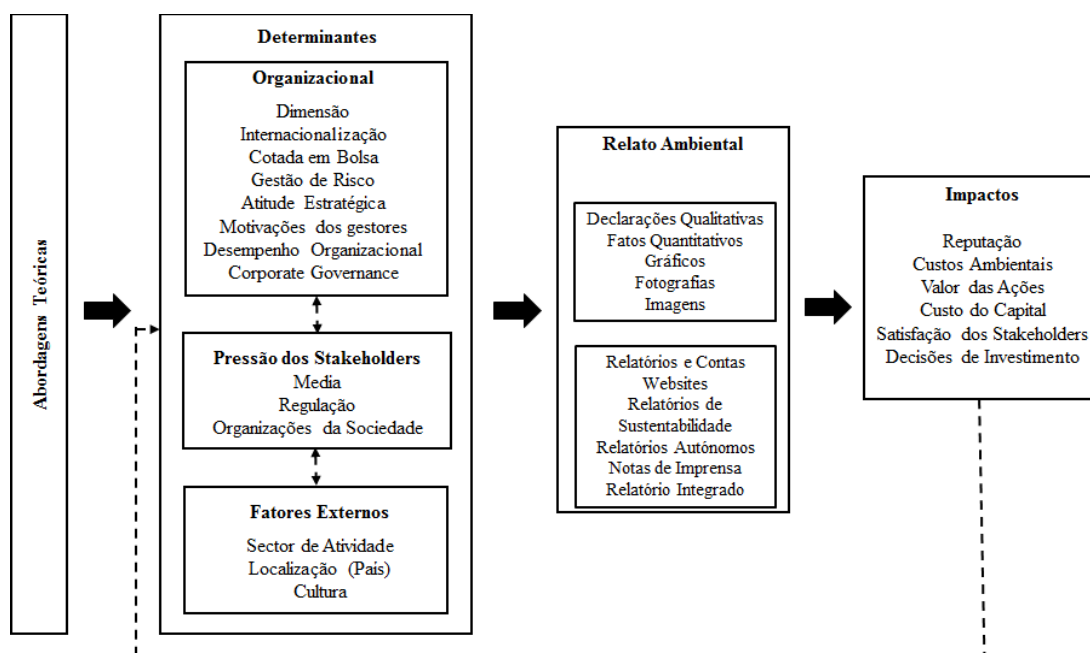 Abordagens Teóricas
Determinantes
Organizacional
Dimensão
Internacionalização
Cotada em Bolsa
Gestão de Risco
Atitude Estratégica
Motivações dos gestores
Desempenho Organizacional
Corporate Governance
Pressão dos Stakeholders
Media
Regulação
Organizações da Sociedade
Fatores Externos
Sector de Atividade
Localização (País)
Cultura
Relato Ambiental
Declarações Qualitativas
Fatos Quantitativos
Gráficos
Fotografias
Imagens
Relatórios e Contas
Websites
Relatórios de
Sustentabilidade
Relatórios Autónomos
Notas de Imprensa
Relatório Integrado
Impactos
Reputação
Custos Ambientais
Valor das Ações
Custo do Capital
Satisfação dos Stakeholders
Decisões de Investimento